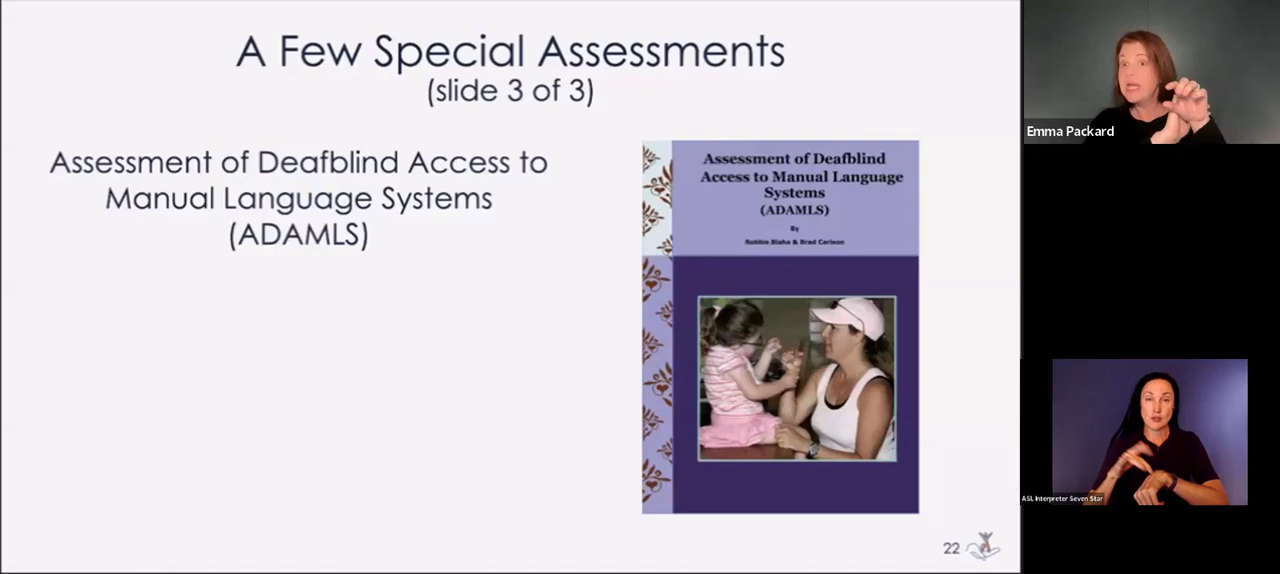 A Few Special Assessments
(slide 3 of 3)
Assessment of Deafblind Access to
Manual Language Systems
(ADAMLS)
Assessment of Deafblind
Access to Manual Language
Systems
(ADAMLS)
By
Robbie Blaha & Brad Carlson
22
Emma Packard
ASL Interpreter Seven Star